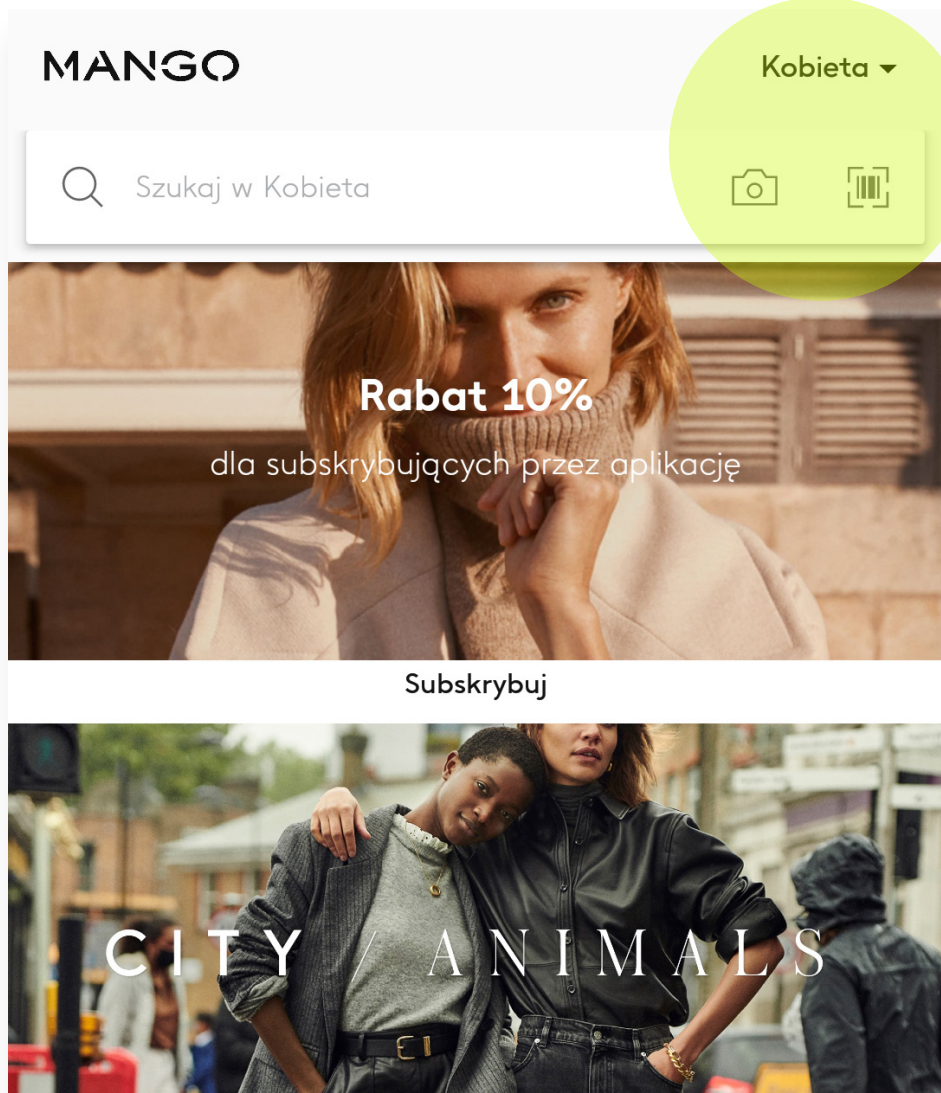 MANGO
Kobieta
Szukaj w Kobieta
Rabat 10%
dla subskrybujących przez aplikację
Subskrybuj
CITY / ANIMALS